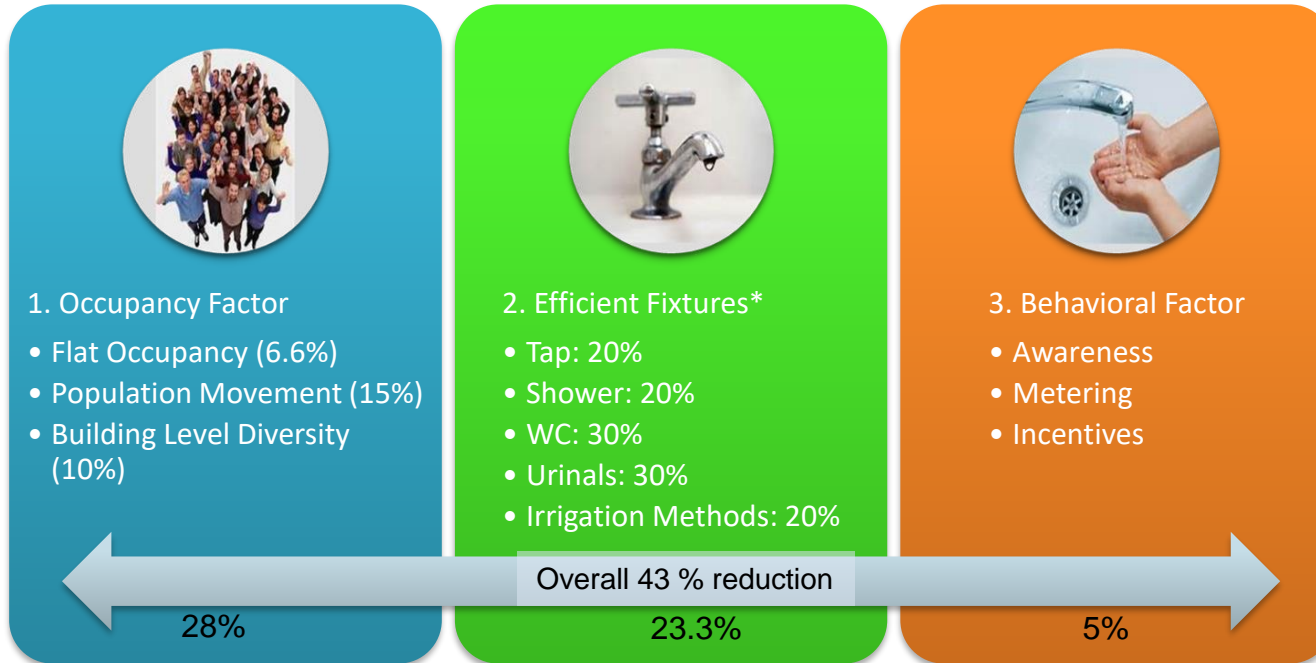 1. Occupancy Factor
• Flat Occupancy (6.6%)
• Population Movement (15%)
• Building Level Diversity
(10%)
2. Efficient Fixtures*
• Tap: 20%
• Shower: 20%
• WC: 30%
• Urinals: 30%
• Irrigation Methods: 20%
3. Behavioral Factor
• Awareness
• Metering
• Incentives
Overall 43 % reduction
28%
23.3%
5%